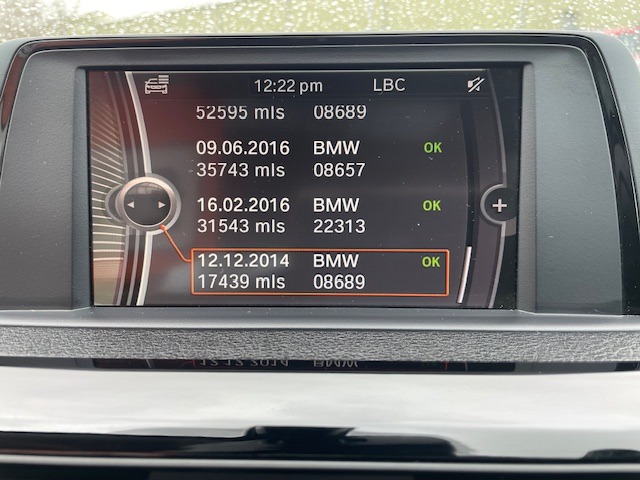 12:22 pm LBC
52595 mls 08689
09.06.2016 BMW OK
35743 mls 08657
16.02.2016 BMW OK
31543 mls 22313
12.12.2014 BMW OK
17439 mls 08689